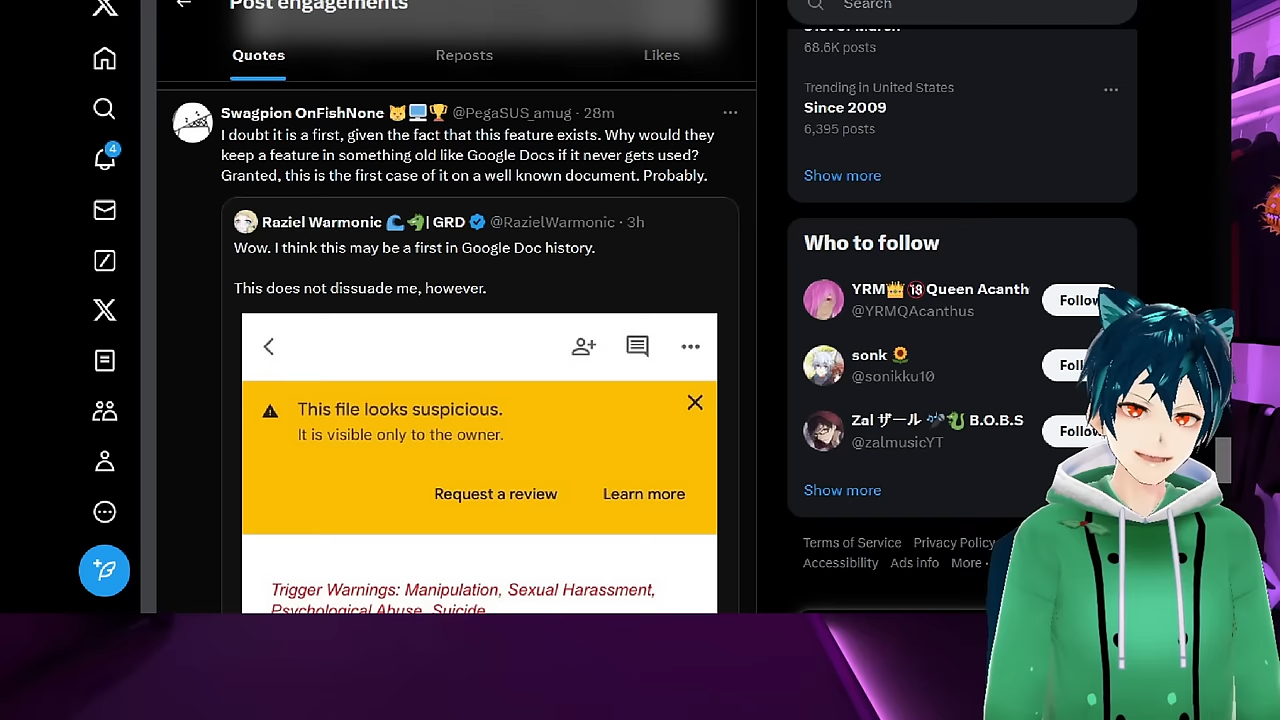 Post engagements
Search
Quotes
Reposts
Likes
68.6K posts
Trending in United States
Since 2009
6,395 posts
Show more
4
Swagpion OnFishNone 🐱🖥️🏆 @PegaSUS_amug · 28m
I doubt it is a first, given the fact that this feature exists. Why would they
keep a feature in something old like Google Docs if it never gets used?
Granted, this is the first case of it on a well known document. Probably.
Raziel Warmonic 🌊🐲| GRD @RazielWarmonic · 3h
Wow. I think this may be a first in Google Doc history.
This does not dissuade me, however.
This file looks suspicious.
It is visible only to the owner.
Request a review
Learn more
Trigger Warnings: Manipulation, Sexual Harassment,
Psychological Abuse, Suicide
Who to follow
YRM👑🔞Queen Acanth
@YRMQAcanthus
Follow
sonk 🌻
@sonikku10
Foll
Zal ザール 🐉 B.O.B.S
@zalmusicYT
Follow
Show more
Terms of Service Privacy Policy
Accessibility Ads info More